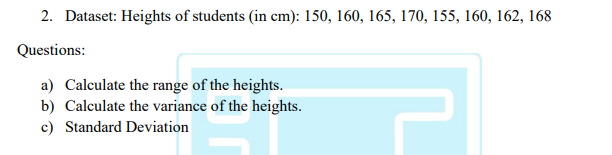 2. Dataset: Heights of students (in cm): 150, 160, 165, 170, 155, 160, 162, 168
Questions:
a) Calculate the range of the heights.
b) Calculate the variance of the heights.
c) Standard Deviation